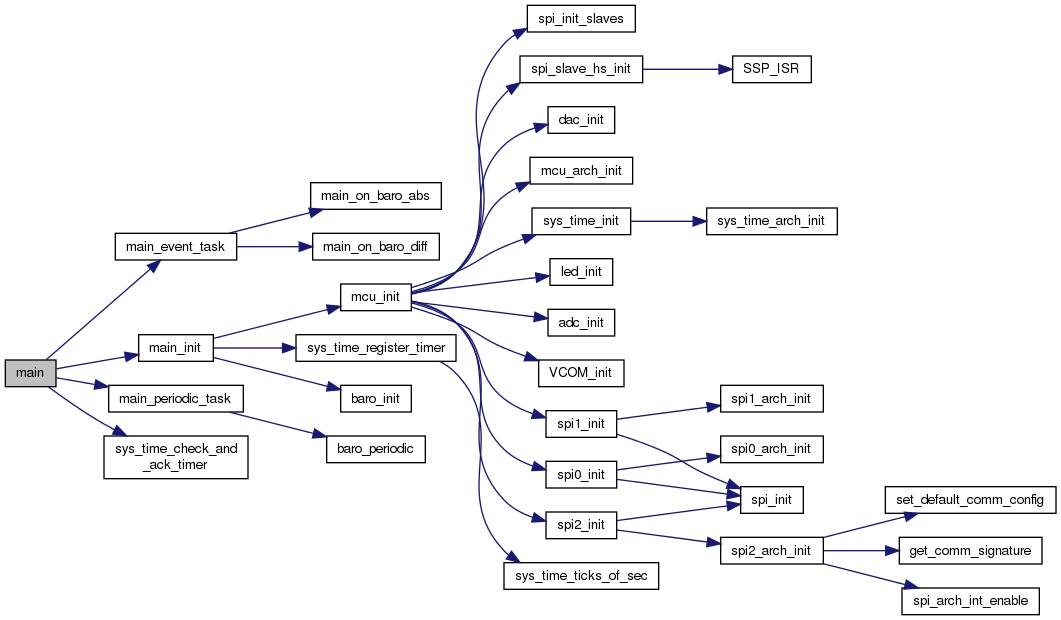 spi_init_slaves
spi_slave_hs_init
SSP_ISR
dac_init
mcu_arch_init
main_on_baro_abs
sys_time_init
sys_time_arch_init
main_event_task
main_on_baro_diff
led_init
mcu_init
adc_init
main_init
sys_time_register_timer
main
VCOM_init
main_periodic_task
baro_init
spi1_arch_init
spi1_init
sys_time_check_and
_ack_timer
baro_periodic
spi0_arch_init
spi0_init
spi_init
set_default_comm_config
spi2_init
spi2_arch_init
get_comm_signature
sys_time_ticks_of_sec
spi_arch_int_enable